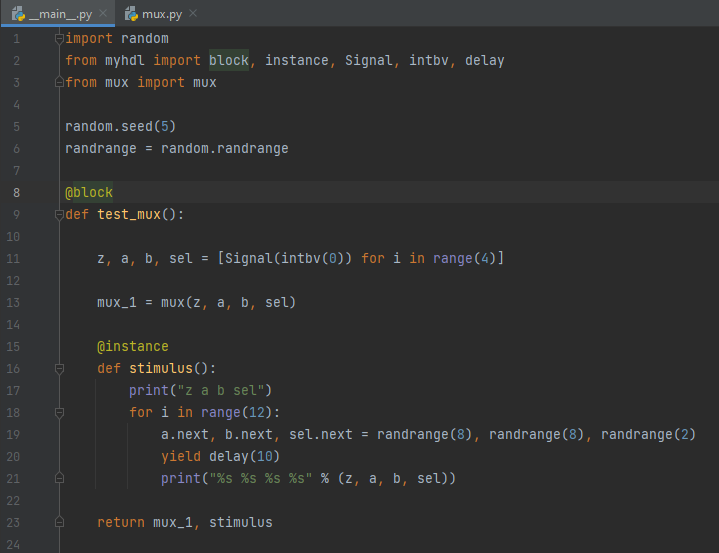 __main__.py × mux.py ×
1 import random
2 from myhdl import block, instance, Signal, intbv, delay
3 from mux import mux
4
5 random.seed(5)
6 randrange = random.randrange
7
8 @block
9 def test_mux():
10
11     z, a, b, sel = [Signal(intbv(0)) for i in range(4)]
12
13     mux_1 = mux(z, a, b, sel)
14
15     @instance
16     def stimulus():
17         print("z a b sel")
18         for i in range(12):
19             a.next, b.next, sel.next = randrange(8), randrange(8), randrange(2)
20             yield delay(10)
21             print("%s %s %s %s" % (z, a, b, sel))
22
23     return mux_1, stimulus
24